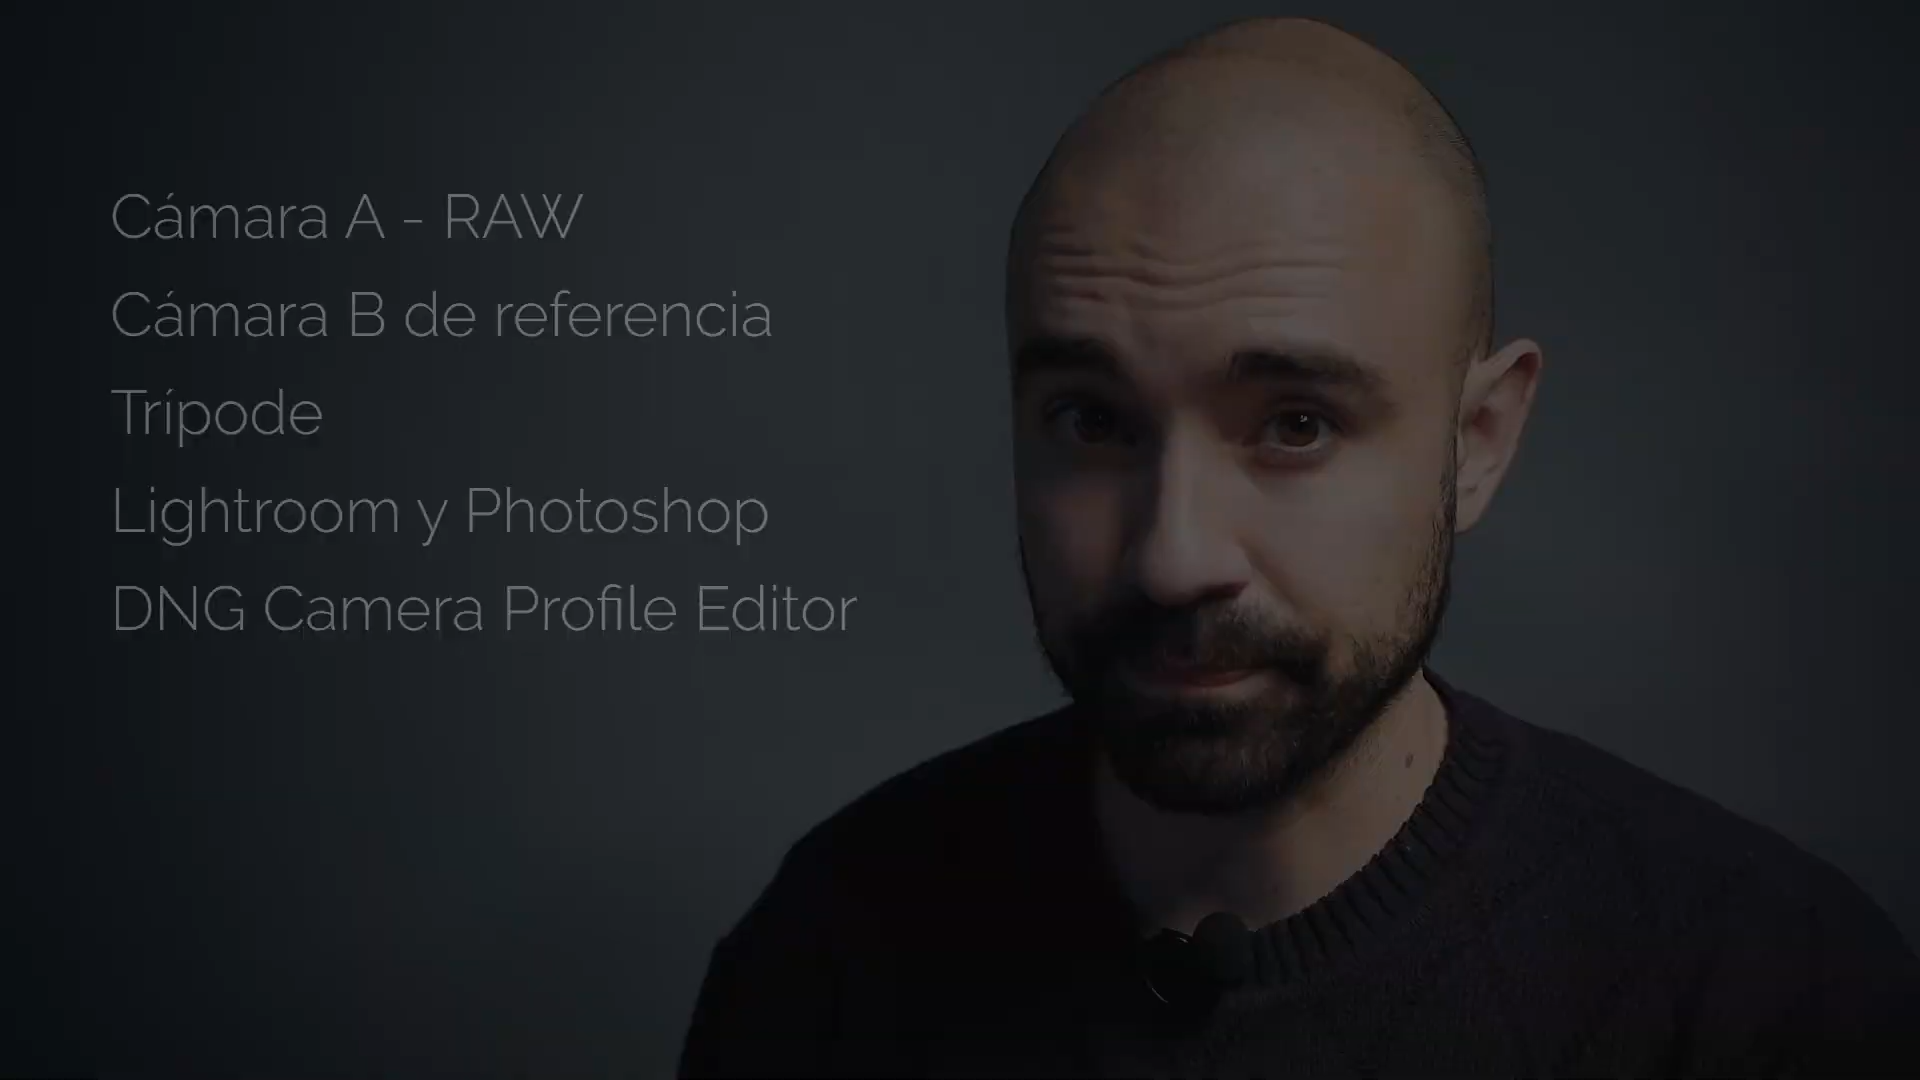 Cámara A - RAW
Cámara B de referencia
Trípode
Lightroom y Photoshop
DNG Camera Profile Editor